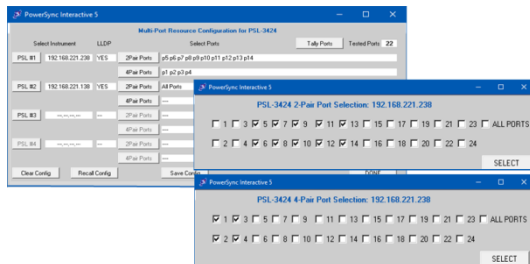 PowerSync Interactive 5
Multi-Port Resource Configuration for PSL-3424
Select Instrument LLDP Select Ports Tally Ports Tested Ports 22
PSL #1 192.168.221.238 YES 2Pair Ports p5 p6 p7 p8 p9 p10 p11 p12 p13 p14
4Pair Ports p1 p2 p3 p4
PSL #2 192.168.221.238 YES 2Pair Ports All Ports
4Pair Ports ---
PSL #3 ---.---.---.--- --- 2Pair Ports ---
4Pair Ports ---
PSL #4 ---.---.---.--- --- 2Pair Ports ---
4Pair Ports ---
Clear Config Recall Config Save Config DONE
PowerSync Interactive 5
PSL-3424 2-Pair Port Selection: 192.168.221.238
1 3 5 7 9 11 13 15 17 19 21 23 ALL PORTS
2 4 6 8 10 12 14 16 18 20 22 24
SELECT
PowerSync Interactive 5
PSL-3424 4-Pair Port Selection: 192.168.221.238
1 3 5 7 9 11 13 15 17 19 21 23 ALL PORTS
2 4 6 8 10 12 14 16 18 20 22 24
SELECT